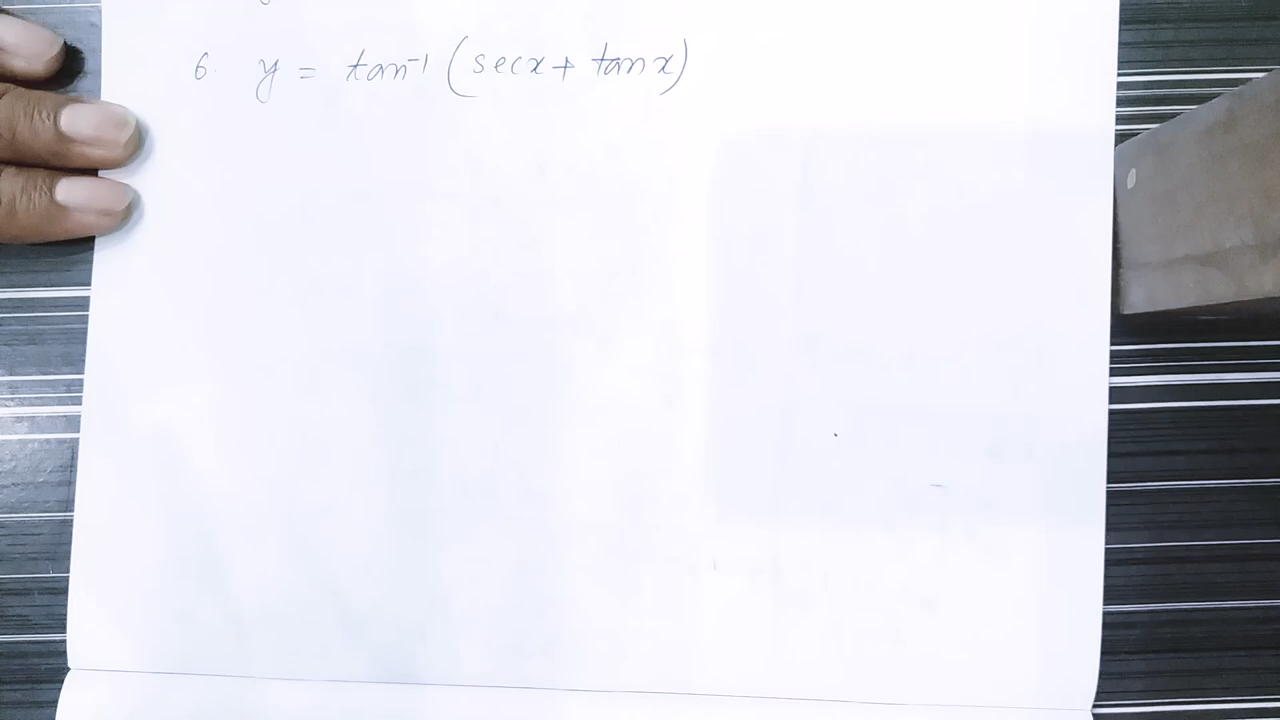 6. y = tan⁻¹ (secx + tanx)